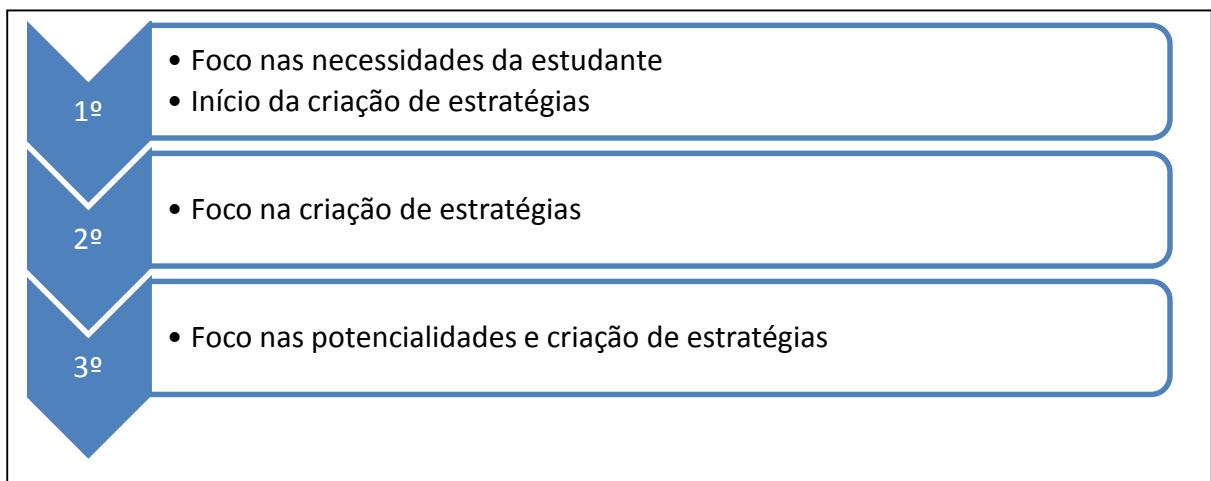 1º
• Foco nas necessidades da estudante
• Início da criação de estratégias
2º
• Foco na criação de estratégias
3º
• Foco nas potencialidades e criação de estratégias